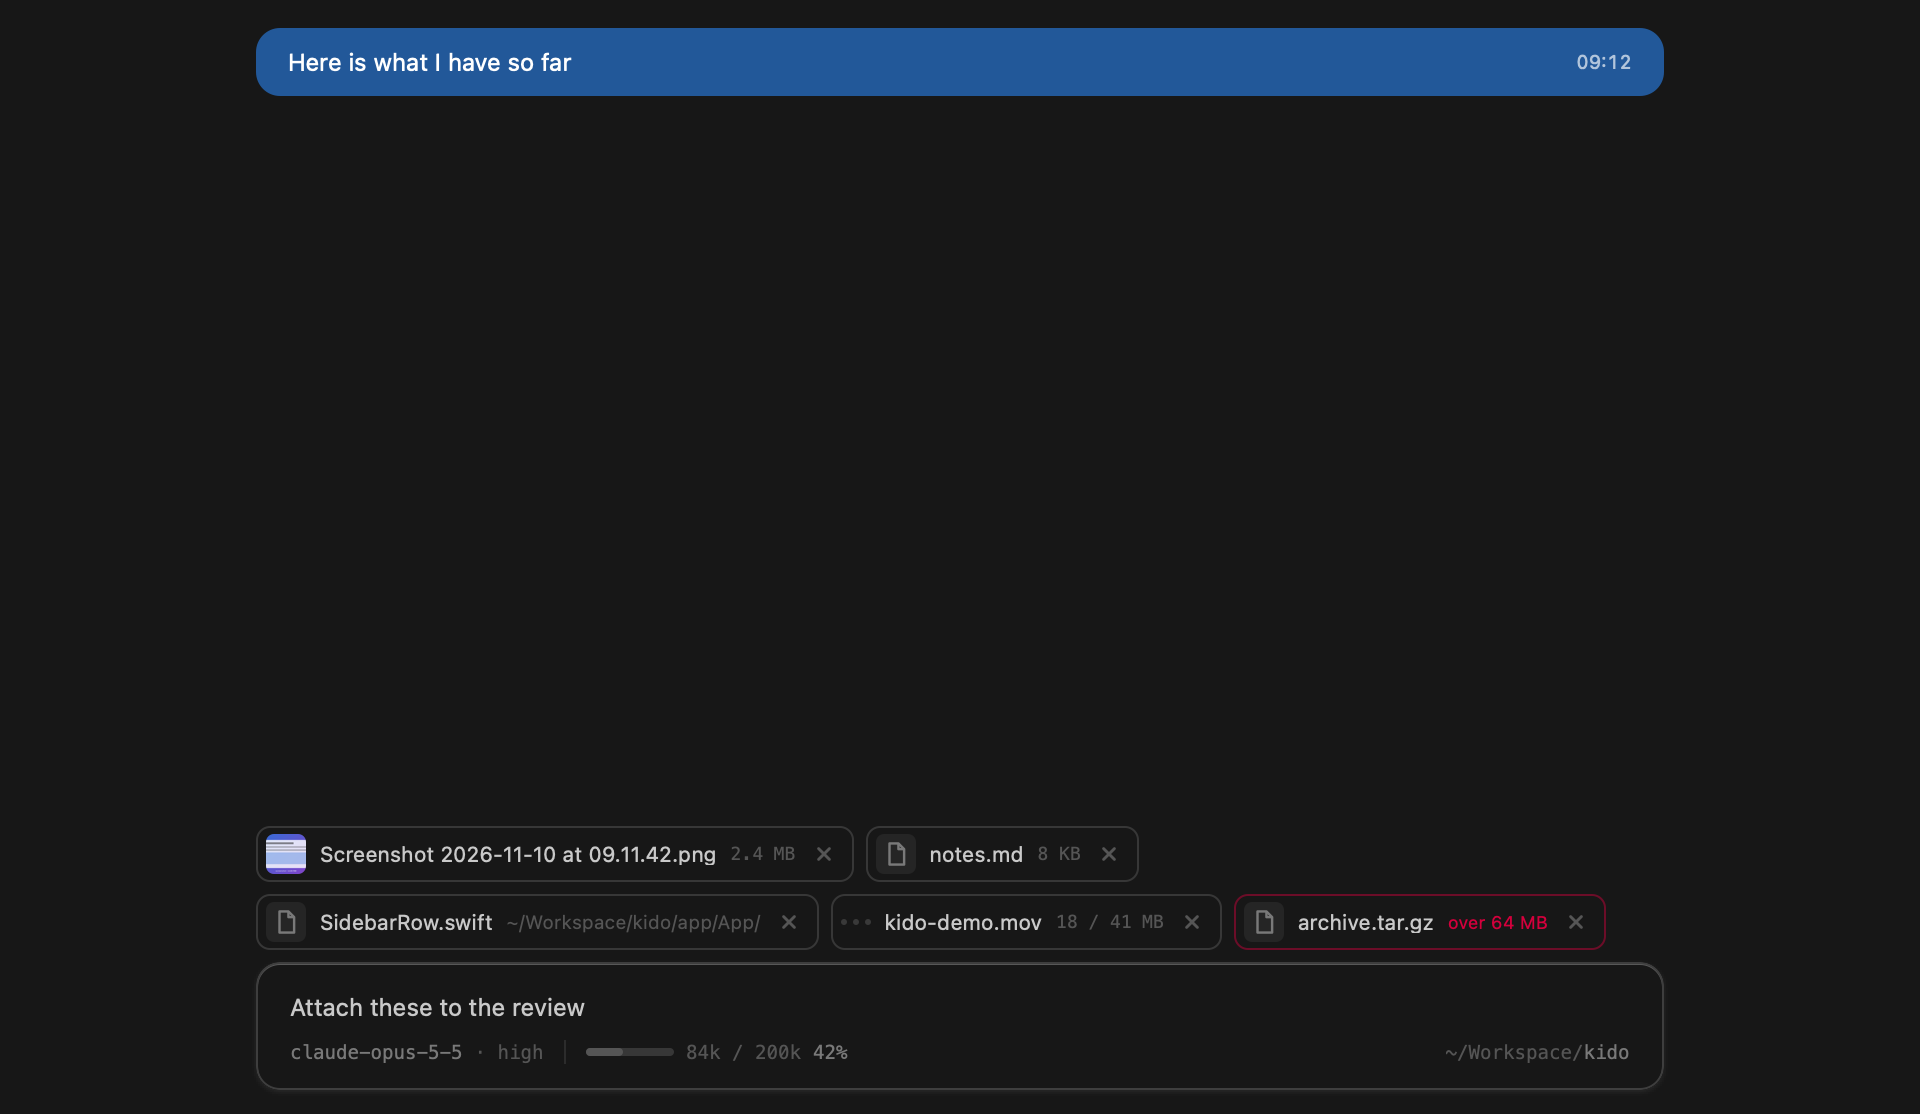 Here is what I have so far 09:12
Screenshot 2026-11-10 at 09.11.42.png 2.4 MB notes.md 8 KB
SidebarRow.swift ~/Workspace/kido/app/App/ kido-demo.mov 18 / 41 MB archive.tar.gz over 64 MB
Attach these to the review
claude-opus-5-5 · high 84k / 200k 42% ~/Workspace/kido